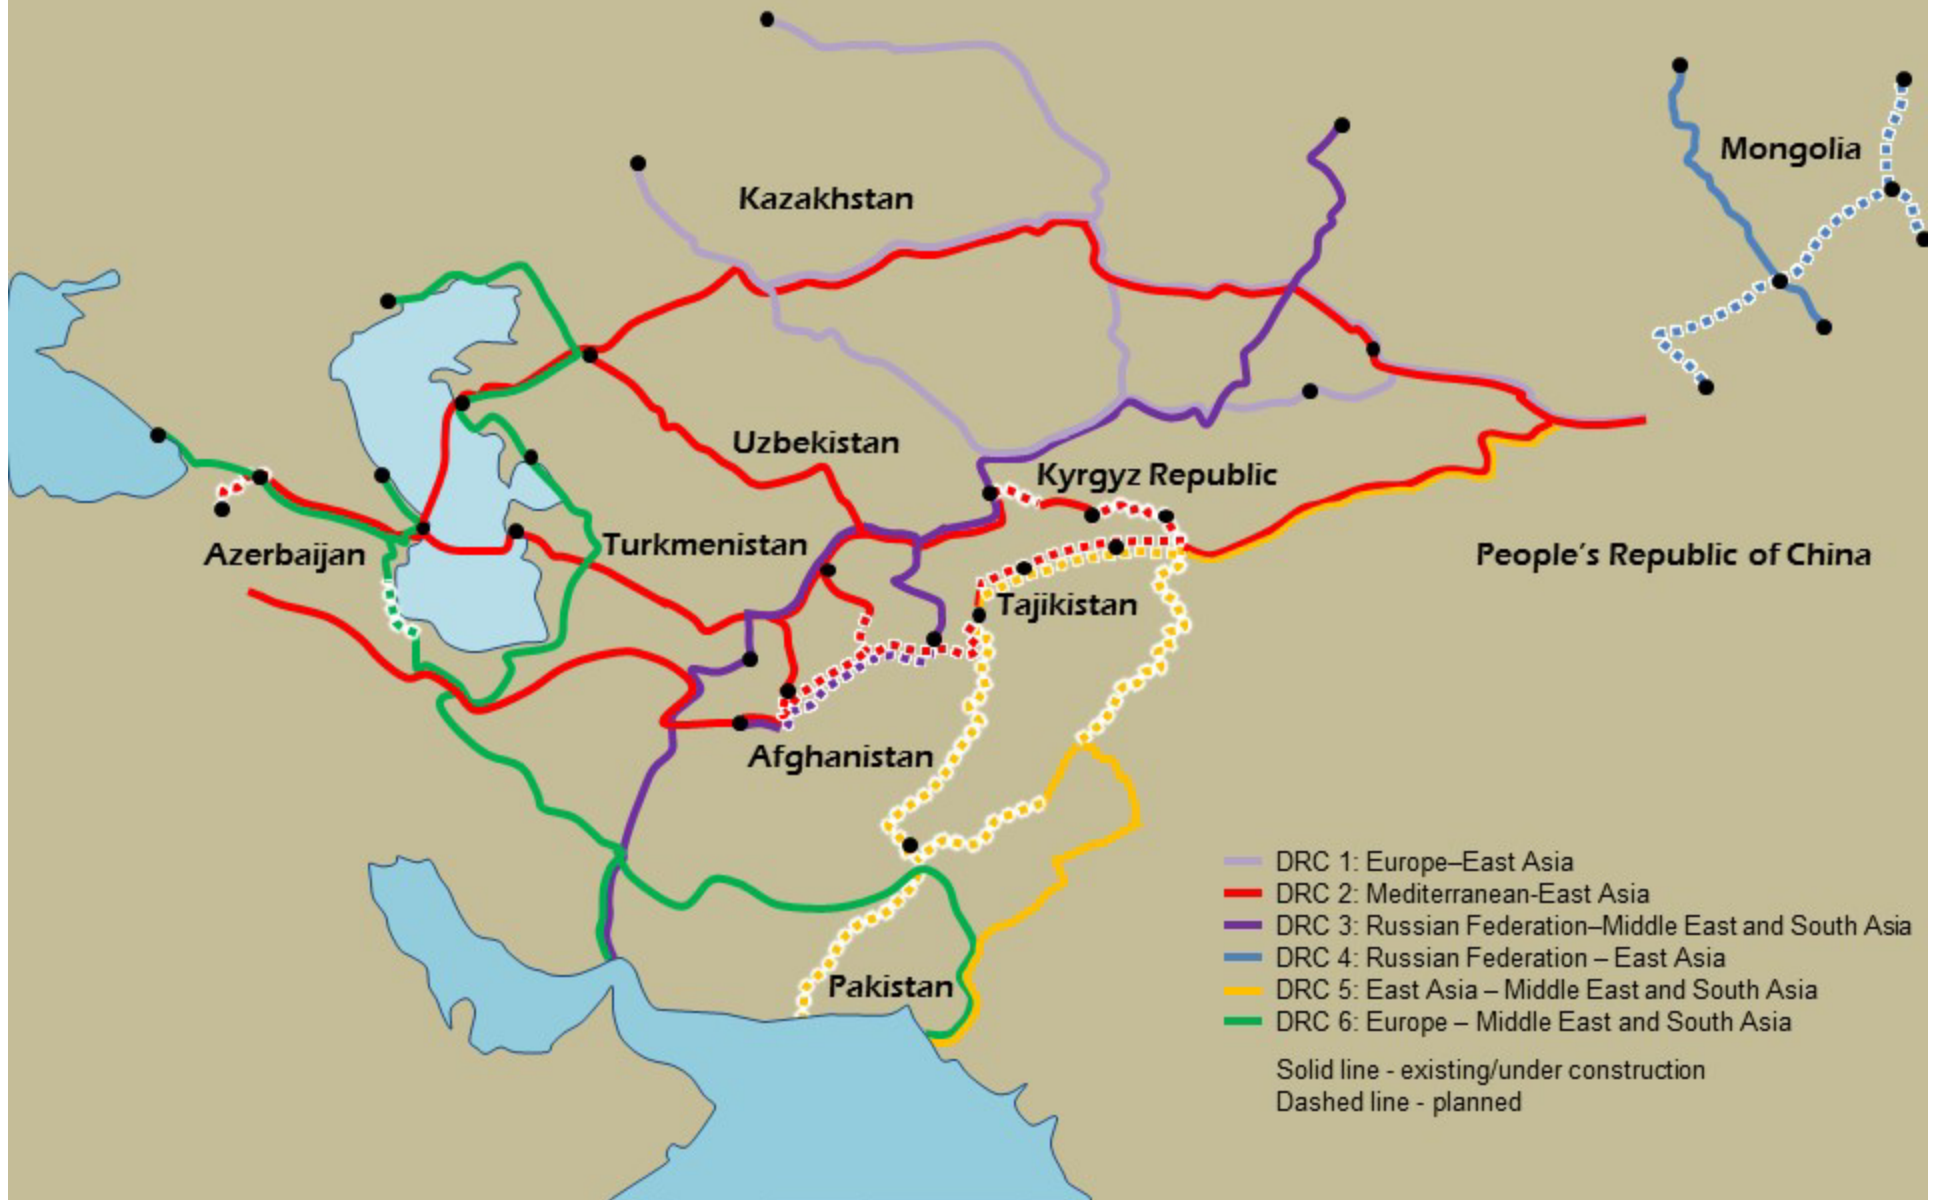 Mongolia
Kazakhstan
Uzbekistan
Kyrgyz Republic
Azerbaijan
Turkmenistan
People's Republic of China
Tajikistan
Afghanistan
Pakistan
DRC 1: Europe–East Asia
DRC 2: Mediterranean-East Asia
DRC 3: Russian Federation–Middle East and South Asia
DRC 4: Russian Federation – East Asia
DRC 5: East Asia – Middle East and South Asia
DRC 6: Europe – Middle East and South Asia
Solid line - existing/under construction
Dashed line - planned